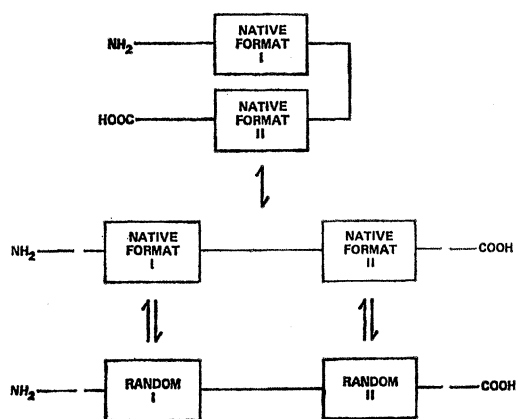 NH₂
NATIVE
FORMAT
I
HOOC
NATIVE
FORMAT
II
NH₂
NATIVE
FORMAT
I
NATIVE
FORMAT
II
COOH
NH₂
RANDOM
I
RANDOM
II
COOH